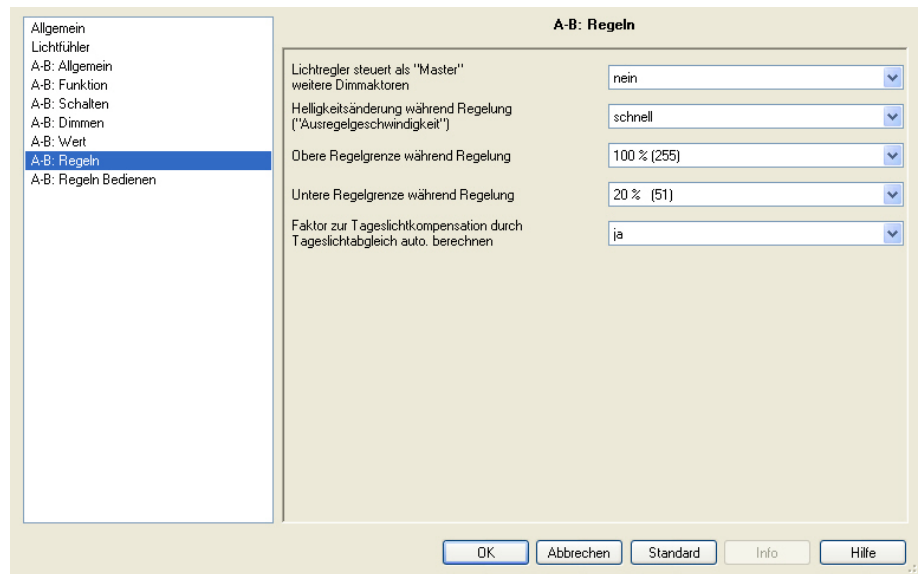 Allgemein
Lichtfühler
A-B: Allgemein
A-B: Funktion
A-B: Schalten
A-B: Dimmen
A-B: Wert
A-B: Regeln
A-B: Regeln Bedienen
A-B: Regeln
Lichtregler steuert als "Master"
weitere Dimmaktoren
nein
Helligkeitsänderung während Regelung
("Ausregelgeschwindigkeit")
schnell
Obere Regelgrenze während Regelung
100 % (255)
Untere Regelgrenze während Regelung
20 % (51)
Faktor zur Tageslichtkompensation durch
Tageslichtabgleich auto. berechnen
ja
OK
Abbrechen
Standard
Info
Hilfe